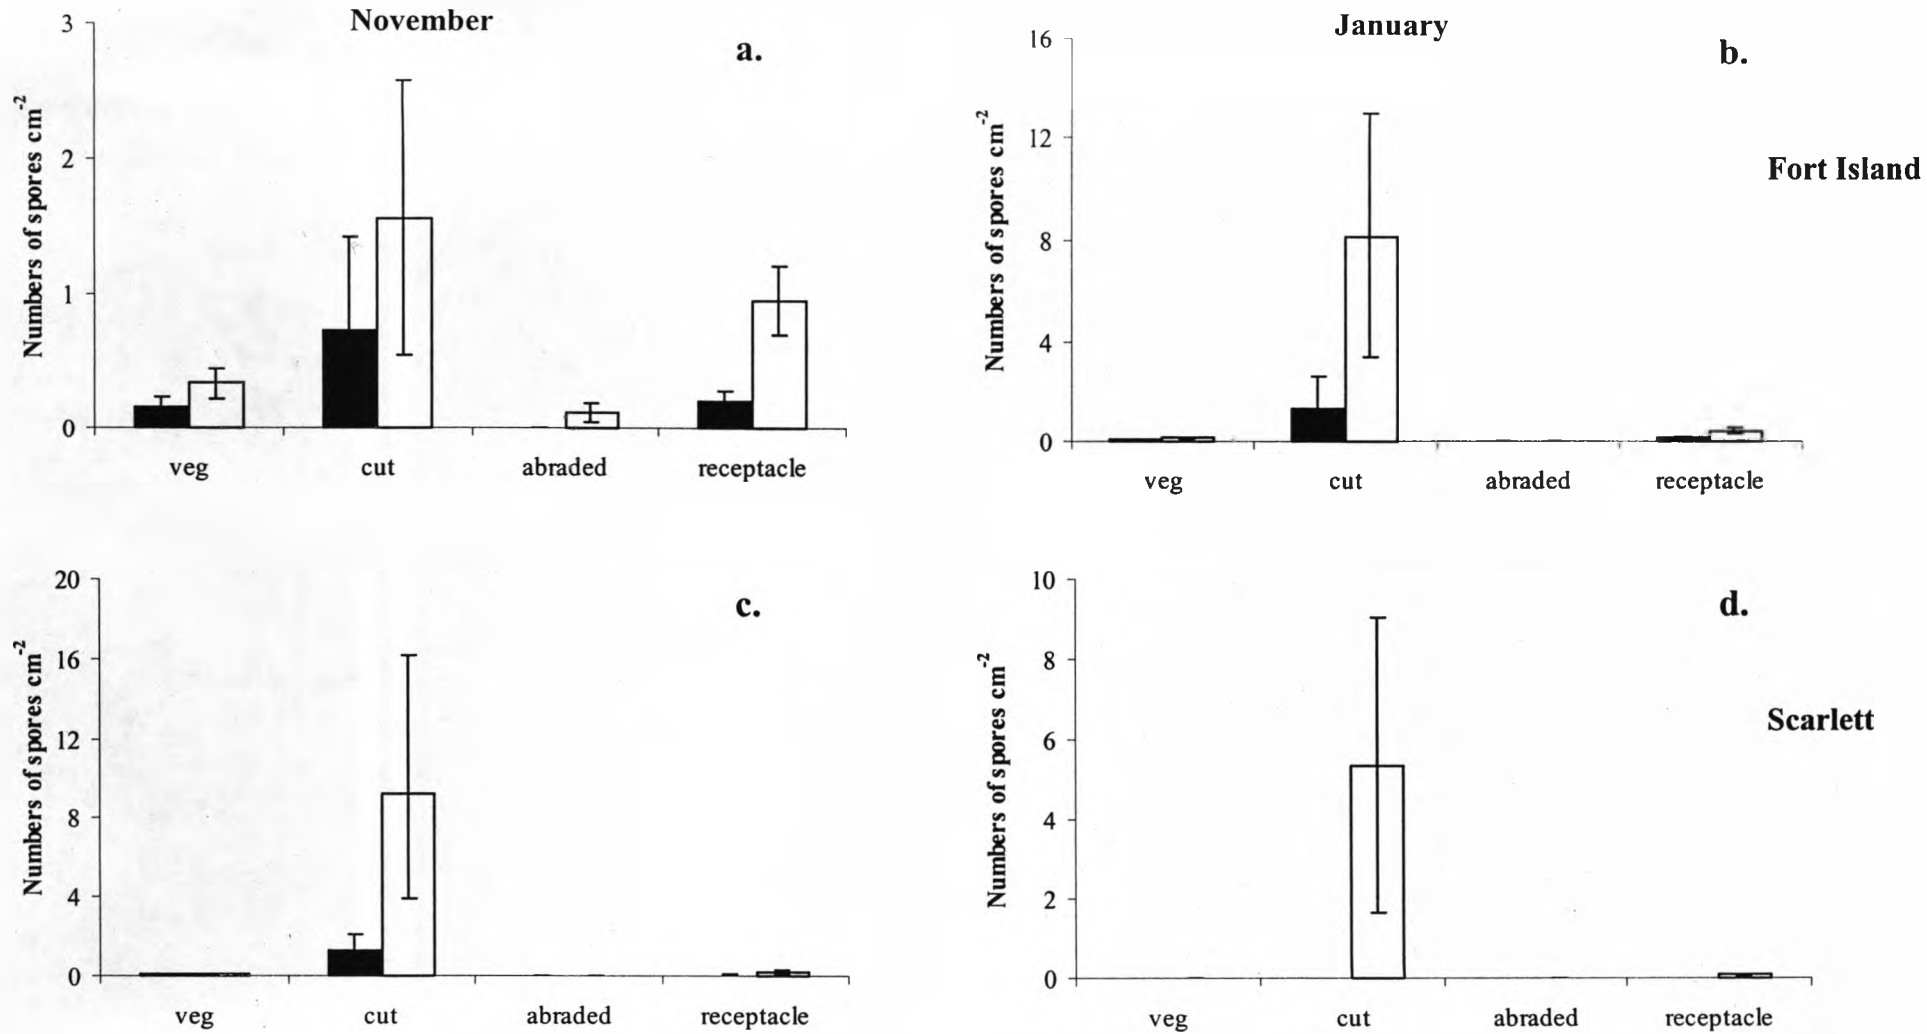 November
a.
3
2
1
0
Numbers of spores cm-2
veg cut abraded receptacle
January
b.
16
12
8
4
0
Numbers of spores cm-2
veg cut abraded receptacle
Fort Island
c.
20
16
12
8
4
0
Numbers of spores cm-2
veg cut abraded receptacle
d.
10
8
6
4
2
0
Numbers of spores cm-2
veg cut abraded receptacle
Scarlett